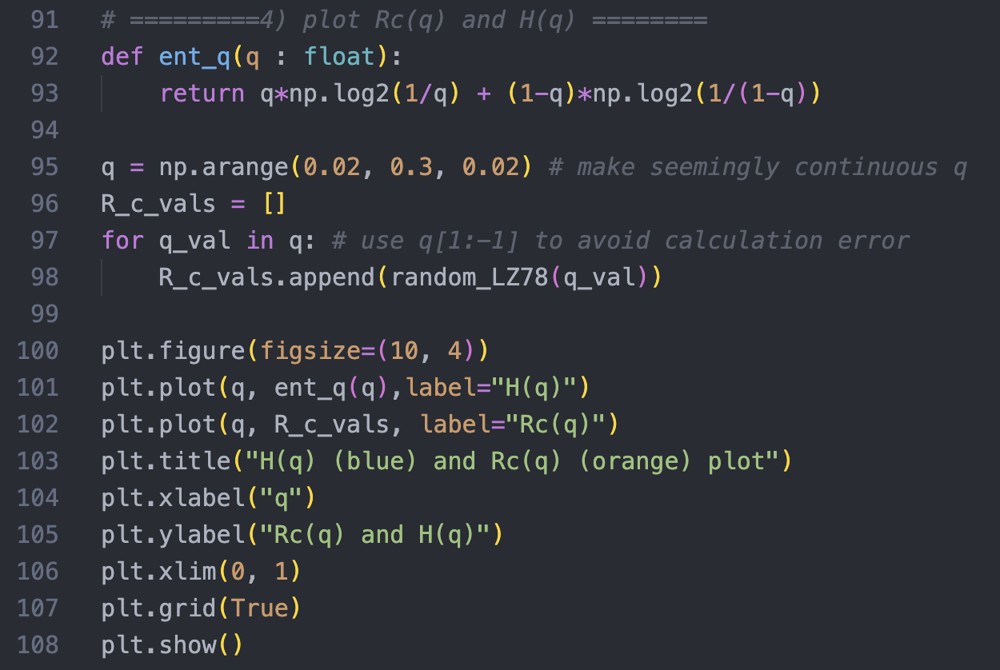 91 # =========4) plot Rc(q) and H(q) ========
92 def ent_q(q : float):
93     return q*np.log2(1/q) + (1-q)*np.log2(1/(1-q))
94
95 q = np.arange(0.02, 0.3, 0.02) # make seemingly continuous q
96 R_c_vals = []
97 for q_val in q: # use q[1:-1] to avoid calculation error
98     R_c_vals.append(random_LZ78(q_val))
99
100 plt.figure(figsize=(10, 4))
101 plt.plot(q, ent_q(q),label="H(q)")
102 plt.plot(q, R_c_vals, label="Rc(q)")
103 plt.title("H(q) (blue) and Rc(q) (orange) plot")
104 plt.xlabel("q")
105 plt.ylabel("Rc(q) and H(q)")
106 plt.xlim(0, 1)
107 plt.grid(True)
108 plt.show()